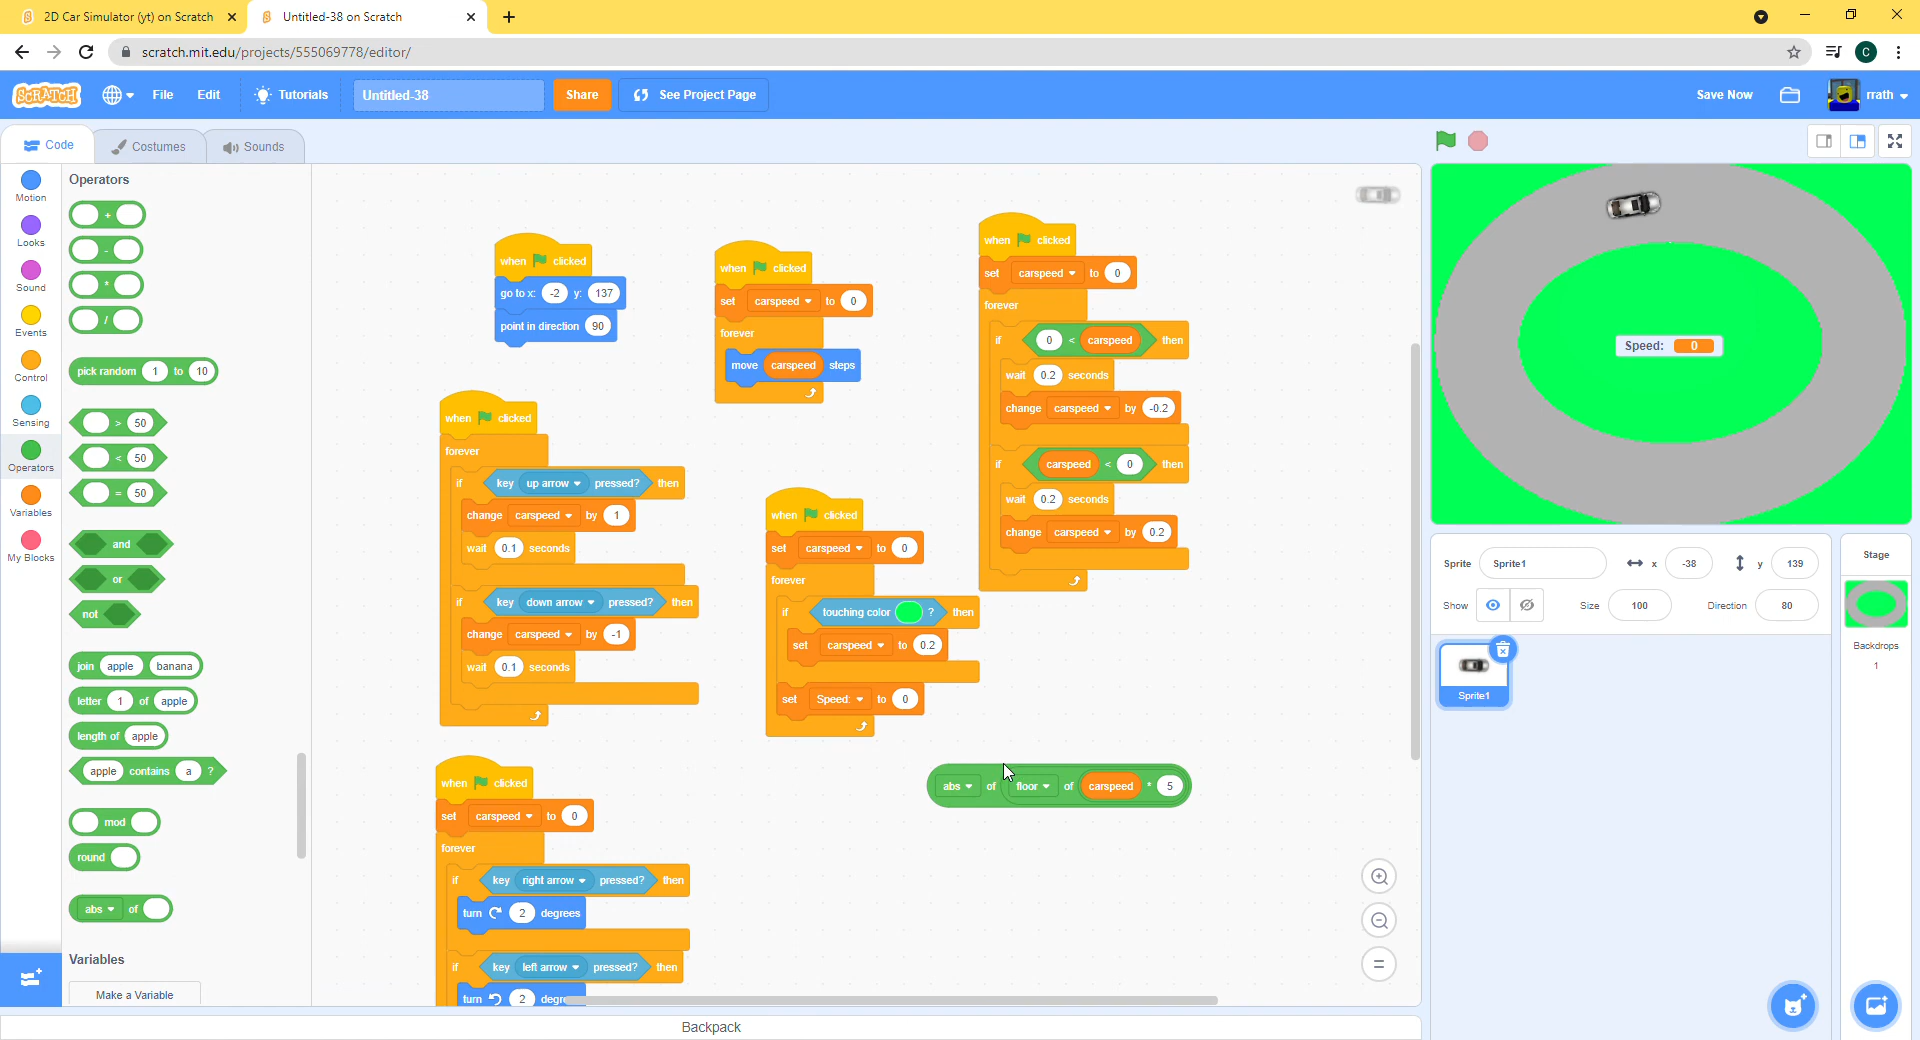 2D Car Simulator (yt) on Scratch
Untitled-38 on Scratch
scratch.mit.edu/projects/555069778/editor/
C
SCRATCH
File
Edit
Tutorials
Untitled-38
Share
See Project Page
Save Now
rrath
Code
Costumes
Sounds
Motion
Looks
Sound
Events
Control
Sensing
Operators
Variables
My Blocks
Operators
+
-
*
/
pick random 1 to 10
> 50
< 50
= 50
and
or
not
join apple banana
letter 1 of apple
length of apple
apple contains a ?
mod
round
abs of
Variables
Make a Variable
when clicked
go to x: -2 y: 137
point in direction 90
when clicked
set carspeed to 0
forever
move carspeed steps
when clicked
set carspeed to 0
forever
if 0 < carspeed then
wait 0.2 seconds
change carspeed by -0.2
if carspeed < 0 then
wait 0.2 seconds
change carspeed by 0.2
when clicked
forever
if key up arrow pressed? then
change carspeed by 1
wait 0.1 seconds
if key down arrow pressed? then
change carspeed by -1
wait 0.1 seconds
when clicked
set carspeed to 0
forever
if touching color ? then
set carspeed to 0.2
set Speed: to 0
abs of floor of carspeed * 5
when clicked
set carspeed to 0
forever
if key right arrow pressed? then
turn 2 degrees
if key left arrow pressed? then
turn 2
Speed: 0
Sprite Sprite1 x -38 y 139
Show Size 100 Direction 80
Sprite1
Stage
Backdrops
1
Backpack